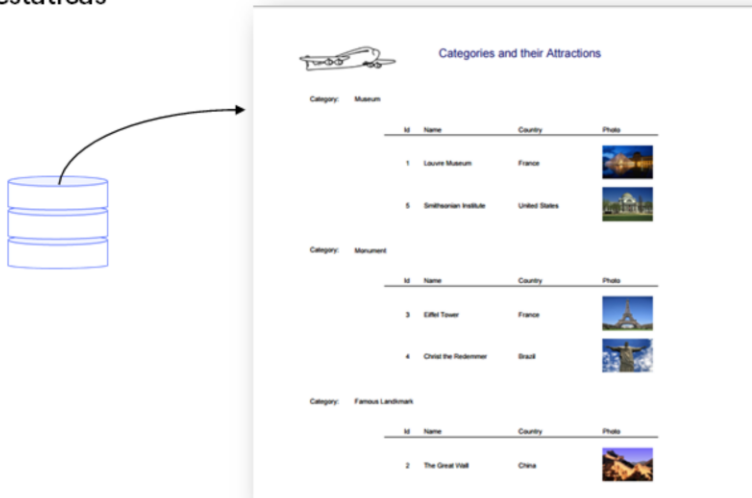 Categories and their Attractions
Category: Museum
Id Name Country Photo
1 Louvre Museum France
5 Smithsonian Institute United States
Category: Monument
Id Name Country Photo
3 Eiffel Tower France
4 Christ the Redemmer Brazil
Category: Famous Landkmark
Id Name Country Photo
2 The Great Wall China